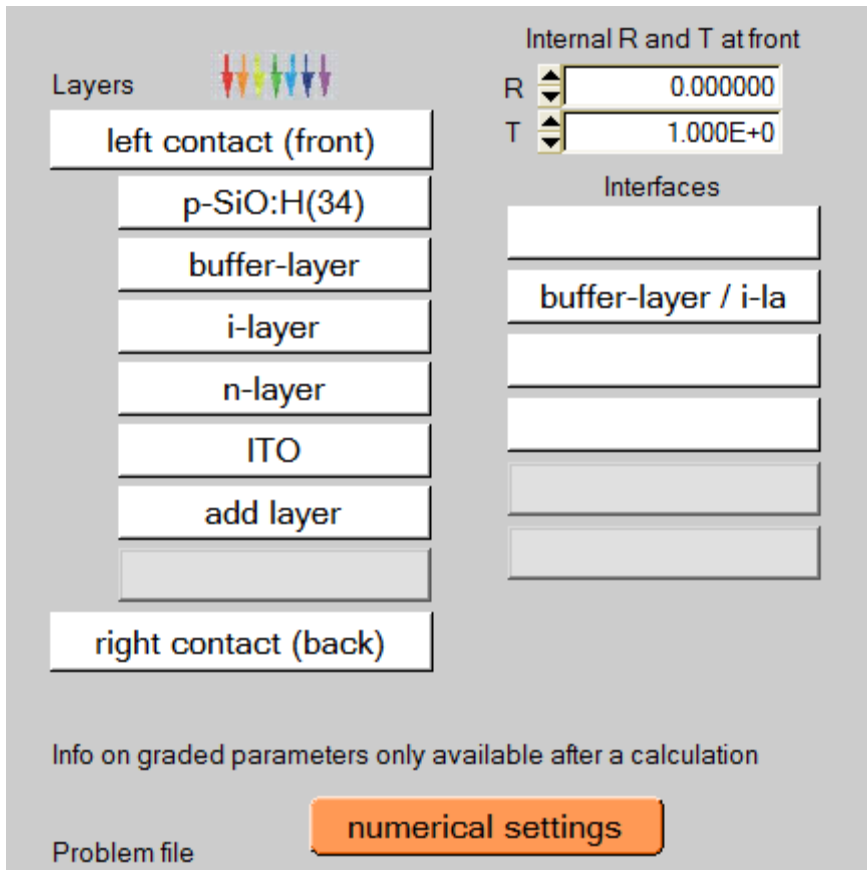 Internal R and T at front
Layers
R 0.000000
T 1.000E+0
left contact (front)
Interfaces
p-SiO:H(34)
buffer-layer
buffer-layer / i-la
i-layer
n-layer
ITO
add layer
right contact (back)
Info on graded parameters only available after a calculation
numerical settings
Problem file